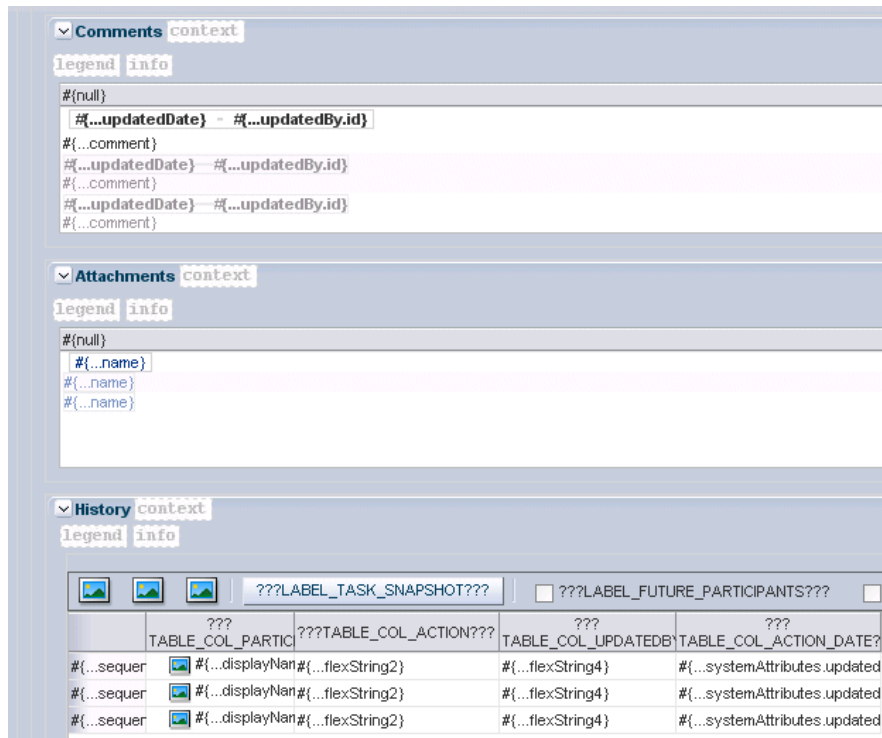 Comments context
legend info
#{null}
#{...updatedDate} - #{...updatedBy.id}
#{...comment}
#{...updatedDate} #{...updatedBy.id}
#{...comment}
#{...updatedDate} #{...updatedBy.id}
#{...comment}
Attachments context
legend info
#{null}
#{...name}
#{...name}
#{...name}
History context
legend info
???LABEL_TASK_SNAPSHOT??? ???LABEL_FUTURE_PARTICIPANTS???
??? ??? ???
TABLE_COL_PARTIC ???TABLE_COL_ACTION??? TABLE_COL_UPDATEDBY TABLE_COL_ACTION_DATE?
#{...sequer #{...displayNan #{...flexString2} #{...flexString4} #{...systemAttributes.updated
#{...sequer #{...displayNan #{...flexString2} #{...flexString4} #{...systemAttributes.updated
#{...sequer #{...displayNan #{...flexString2} #{...flexString4} #{...systemAttributes.updated